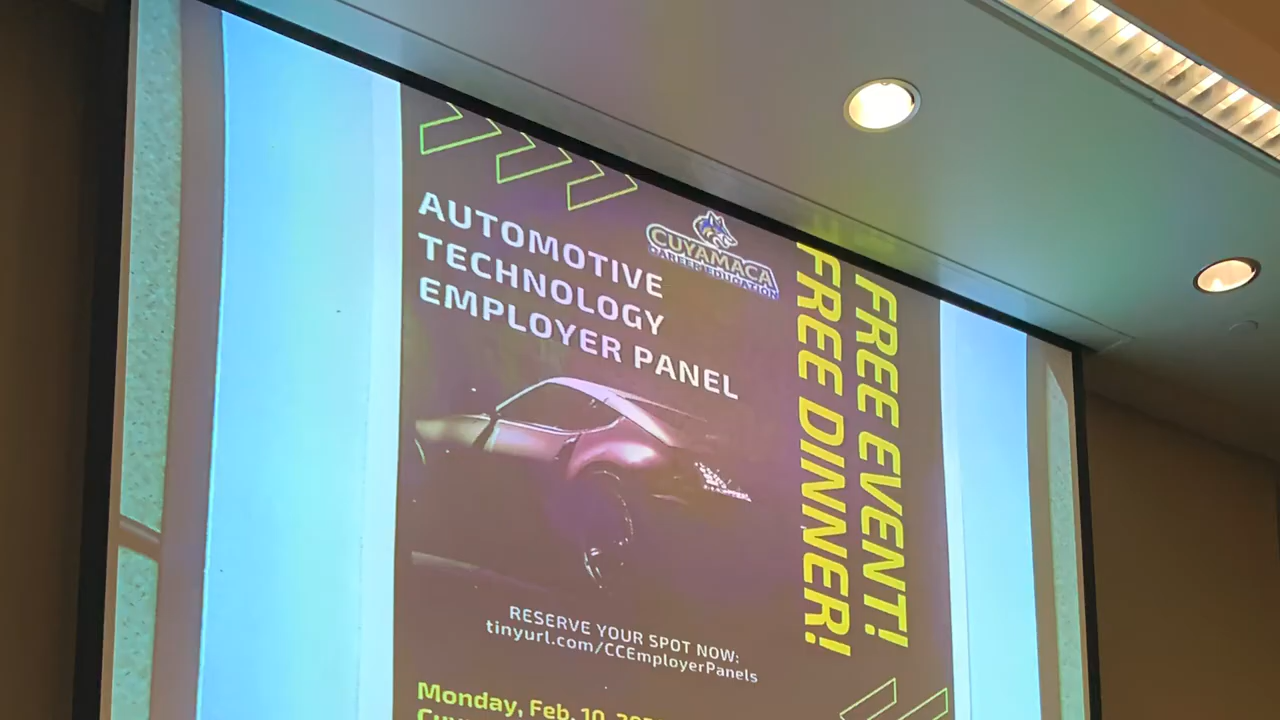 AUTOMOTIVE
TECHNOLOGY
EMPLOYER PANEL
CUYAMACA
CAREER EDUCATION
FREE EVENT!
FREE DINNER!
RESERVE YOUR SPOT NOW:
tinyurl.com/CCEmployerPanels
Monday, Feb. 10,